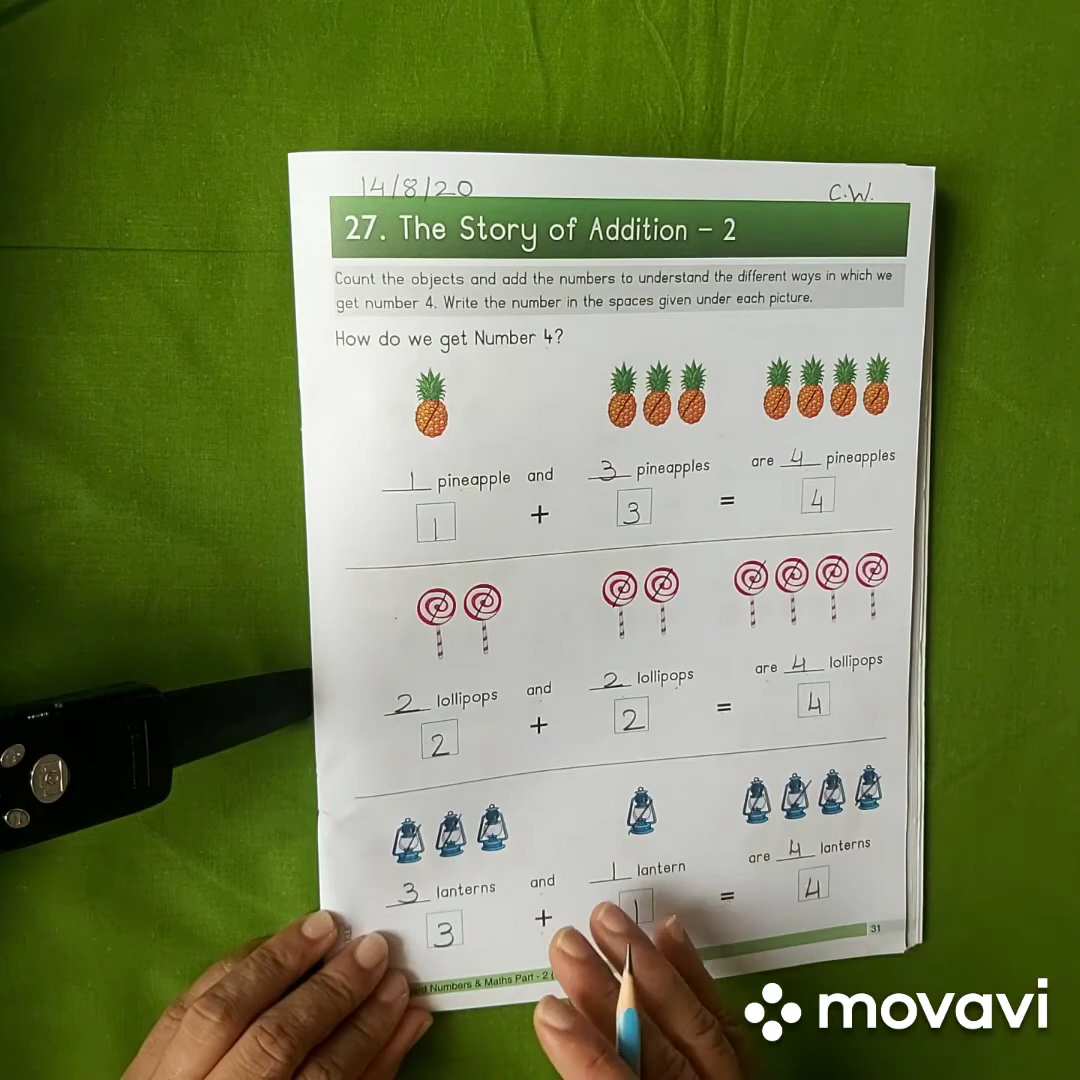 14/8/20 C.W.
27. The Story of Addition – 2
Count the objects and add the numbers to understand the different ways in which we
get number 4. Write the number in the spaces given under each picture.
How do we get Number 4?
1 pineapple and 3 pineapples are 4 pineapples
1 + 3 = 4
2 lollipops and 2 lollipops are 4 lollipops
2 + 2 = 4
3 lanterns and 1 lantern are 4 lanterns
3 + 1 = 4
31
Numbers & Maths Part - 2
movavi